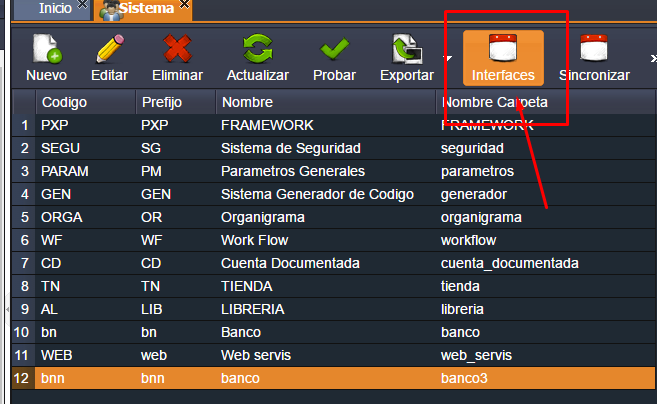 Inicio Sistema
Nuevo Editar Eliminar Actualizar Probar Exportar Interfaces Sincronizar
Codigo Prefijo Nombre Nombre Carpeta
1 PXP PXP FRAMEWORK FRAMEWORK
2 SEGU SG Sistema de Seguridad seguridad
3 PARAM PM Parametros Generales parametros
4 GEN GEN Sistema Generador de Codigo generador
5 ORGA OR Organigrama organigrama
6 WF WF Work Flow workflow
7 CD CD Cuenta Documentada cuenta_documentada
8 TN TN TIENDA tienda
9 AL LIB LIBRERIA libreria
10 bn bn Banco banco
11 WEB web Web servis web_servis
12 bnn bnn banco banco3